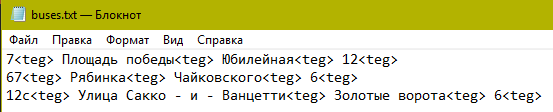 buses.txt — Блокнот
Файл Правка Формат Вид Справка
7<teg> Площадь победы<teg> Юбилейная<teg> 12<teg>
67<teg> Рябинка<teg> Чайковского<teg> 6<teg>
12с<teg> Улица Сакко - и - Ванцетти<teg> Золотые ворота<teg> 6<teg>